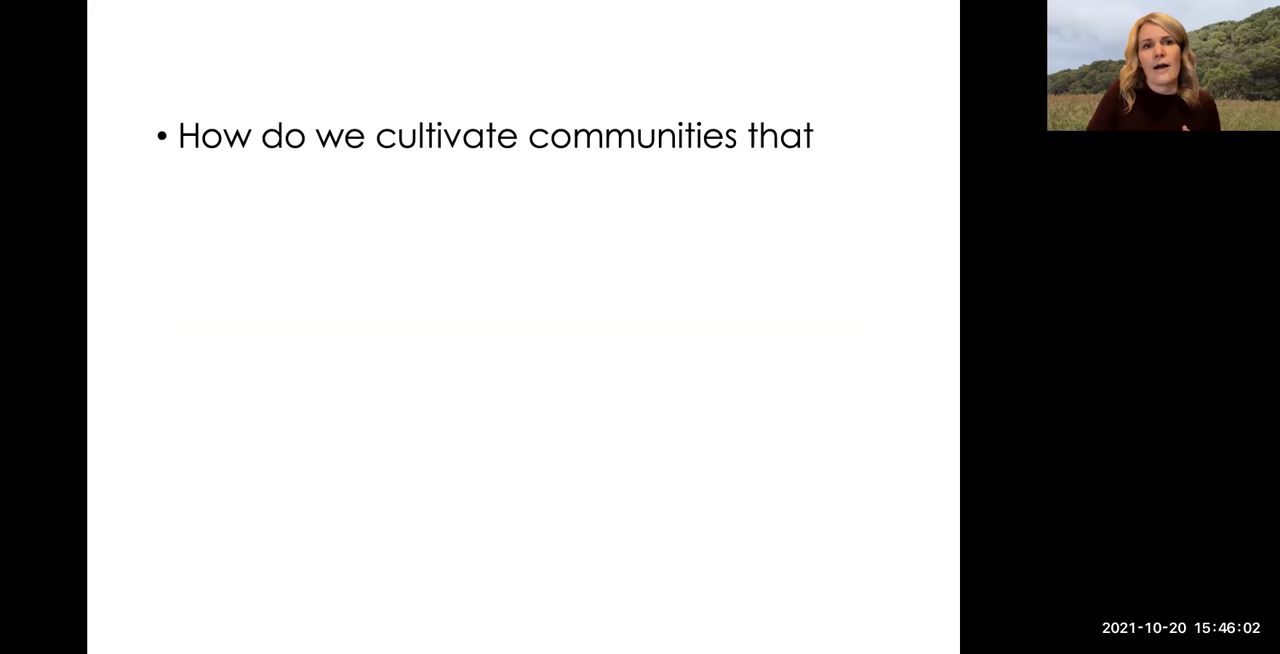 • How do we cultivate communities that
2021-10-20 15:46:02